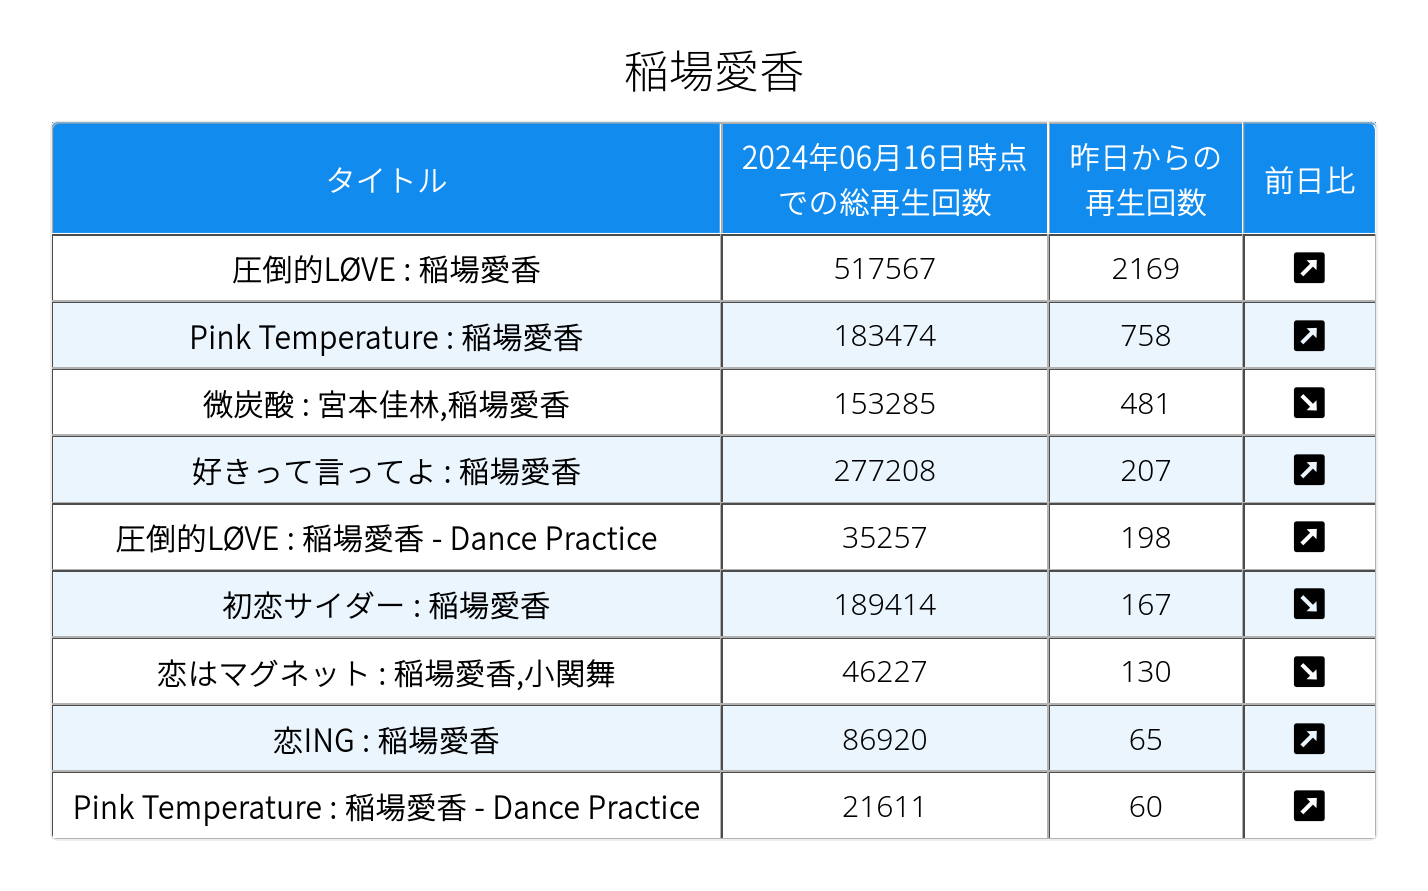 稲場愛香
タイトル 2024年06月16日時点での総再生回数 昨日からの再生回数 前日比
圧倒的LØVE : 稲場愛香 517567 2169 ↗
Pink Temperature : 稲場愛香 183474 758 ↗
微炭酸 : 宮本佳林,稲場愛香 153285 481 ↘
好きって言ってよ : 稲場愛香 277208 207 ↗
圧倒的LØVE : 稲場愛香 - Dance Practice 35257 198 ↗
初恋サイダー : 稲場愛香 189414 167 ↘
恋はマグネット : 稲場愛香,小関舞 46227 130 ↘
恋ING : 稲場愛香 86920 65 ↗
Pink Temperature : 稲場愛香 - Dance Practice 21611 60 ↗